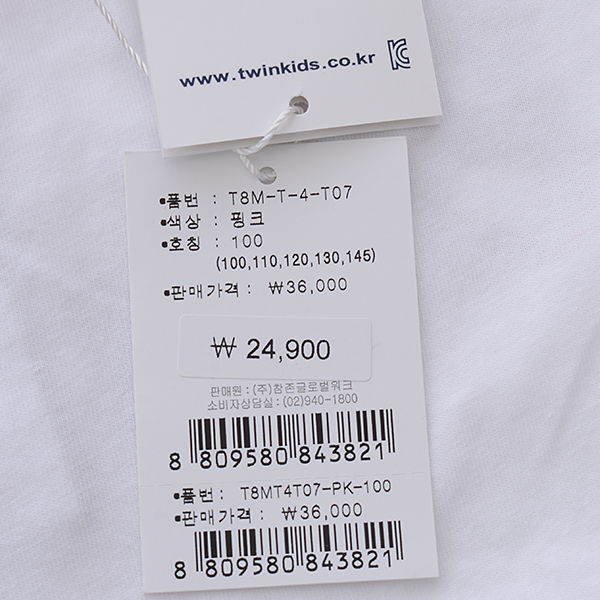 www.twinkids.co.kr
•품번 : T8M-T-4-T07
•색상 : 핑크
•호칭 : 100
(100,110,120,130,145)
•판매가격 : ₩36,000
₩ 24,900
판매원 : (주)참존글로벌워크
소비자상담실 : (02)940-1800
8 809580 843821
•품번 : T8MT4T07-PK-100
•판매가격 : ₩36,000
8 809580 843821